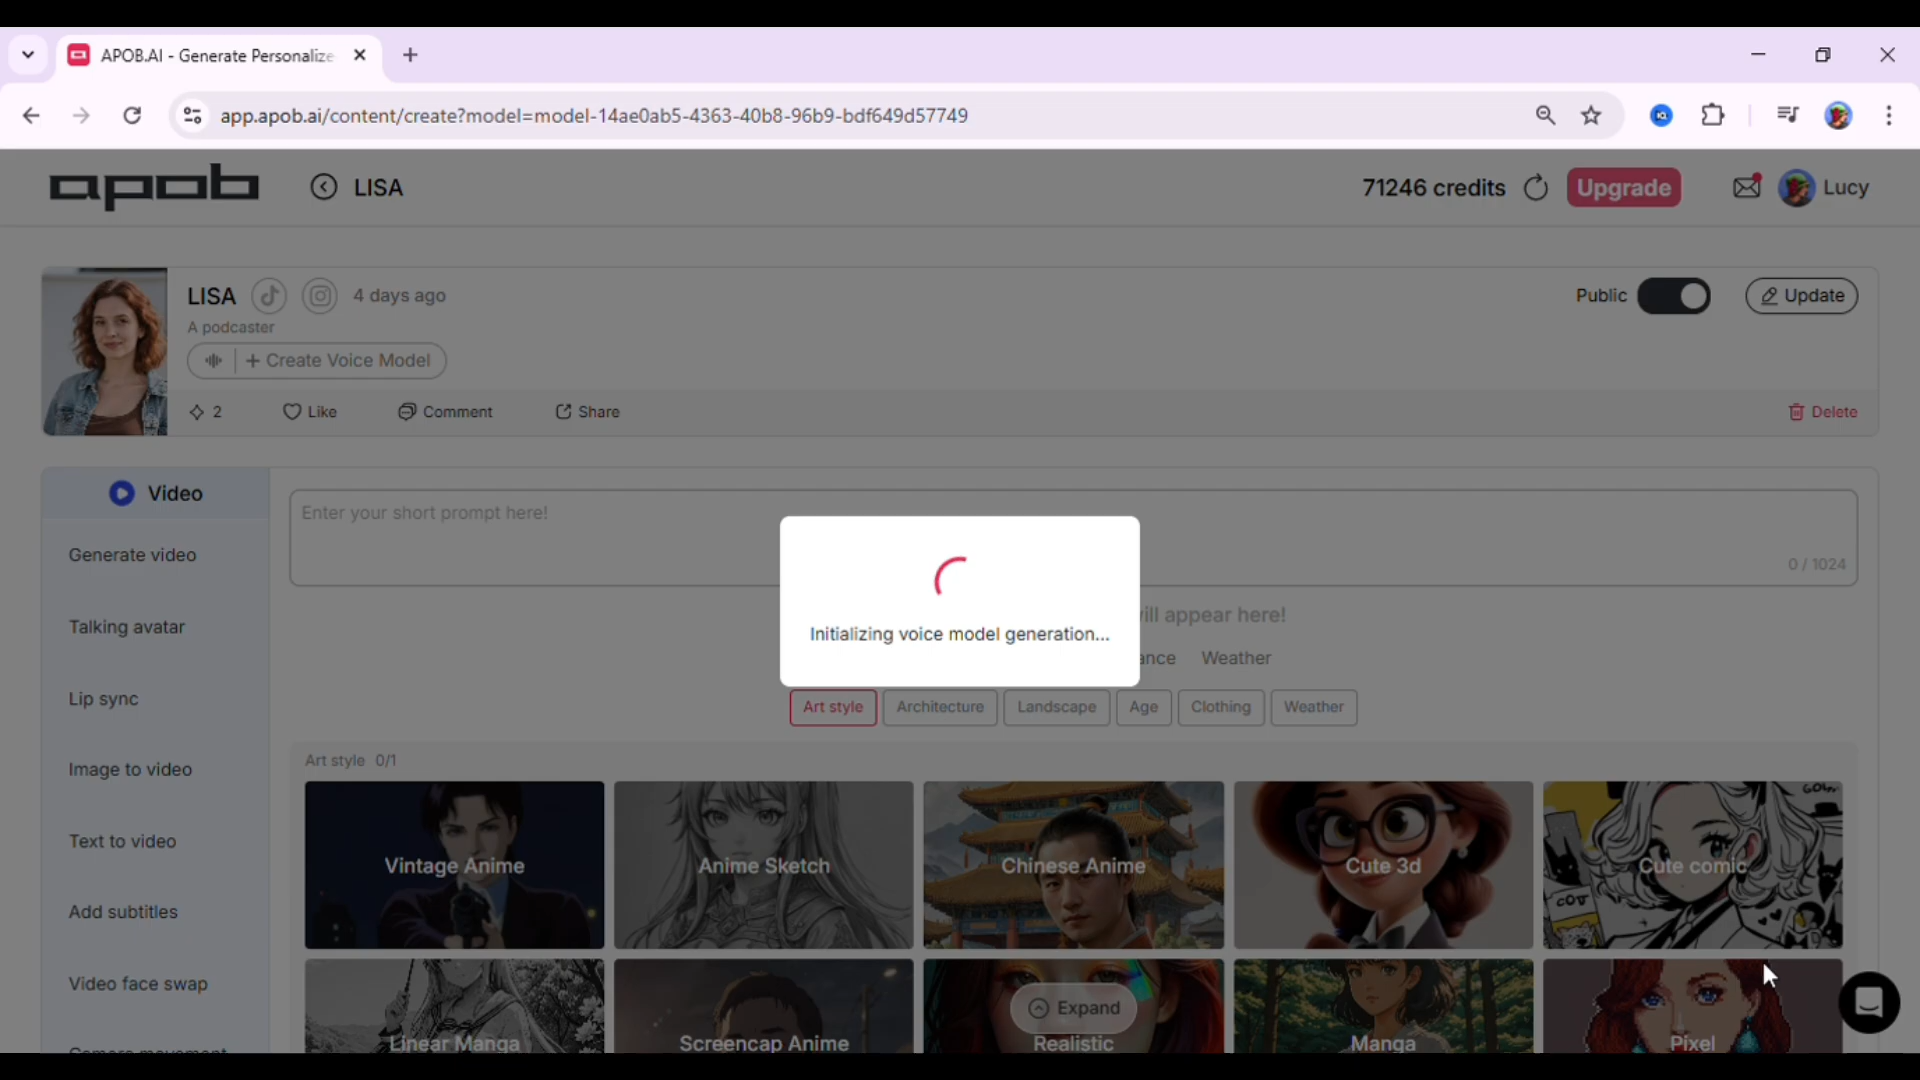 APOB.AI - Generate Personalize
app.apob.ai/content/create?model=model-14ae0ab5-4363-40b8-96b9-bdf649d57749
apob
LISA
71246 credits
Upgrade
Lucy
LISA
4 days ago
Public
Update
A podcaster
+ Create Voice Model
2
Like
Comment
Share
Delete
Video
Enter your short prompt here!
0 / 1024
Generate video
Talking avatar
Lip sync
Image to video
Text to video
Add subtitles
Video face swap
Camera movement
Initializing voice model generation...
will appear here!
Weather
Art style
Architecture
Landscape
Age
Clothing
Weather
Art style 0/1
Vintage Anime
Anime Sketch
Chinese Anime
Cute 3d
Cute comic
Expand
Linear Manga
Screencap Anime
Realistic
Manga
Pixel